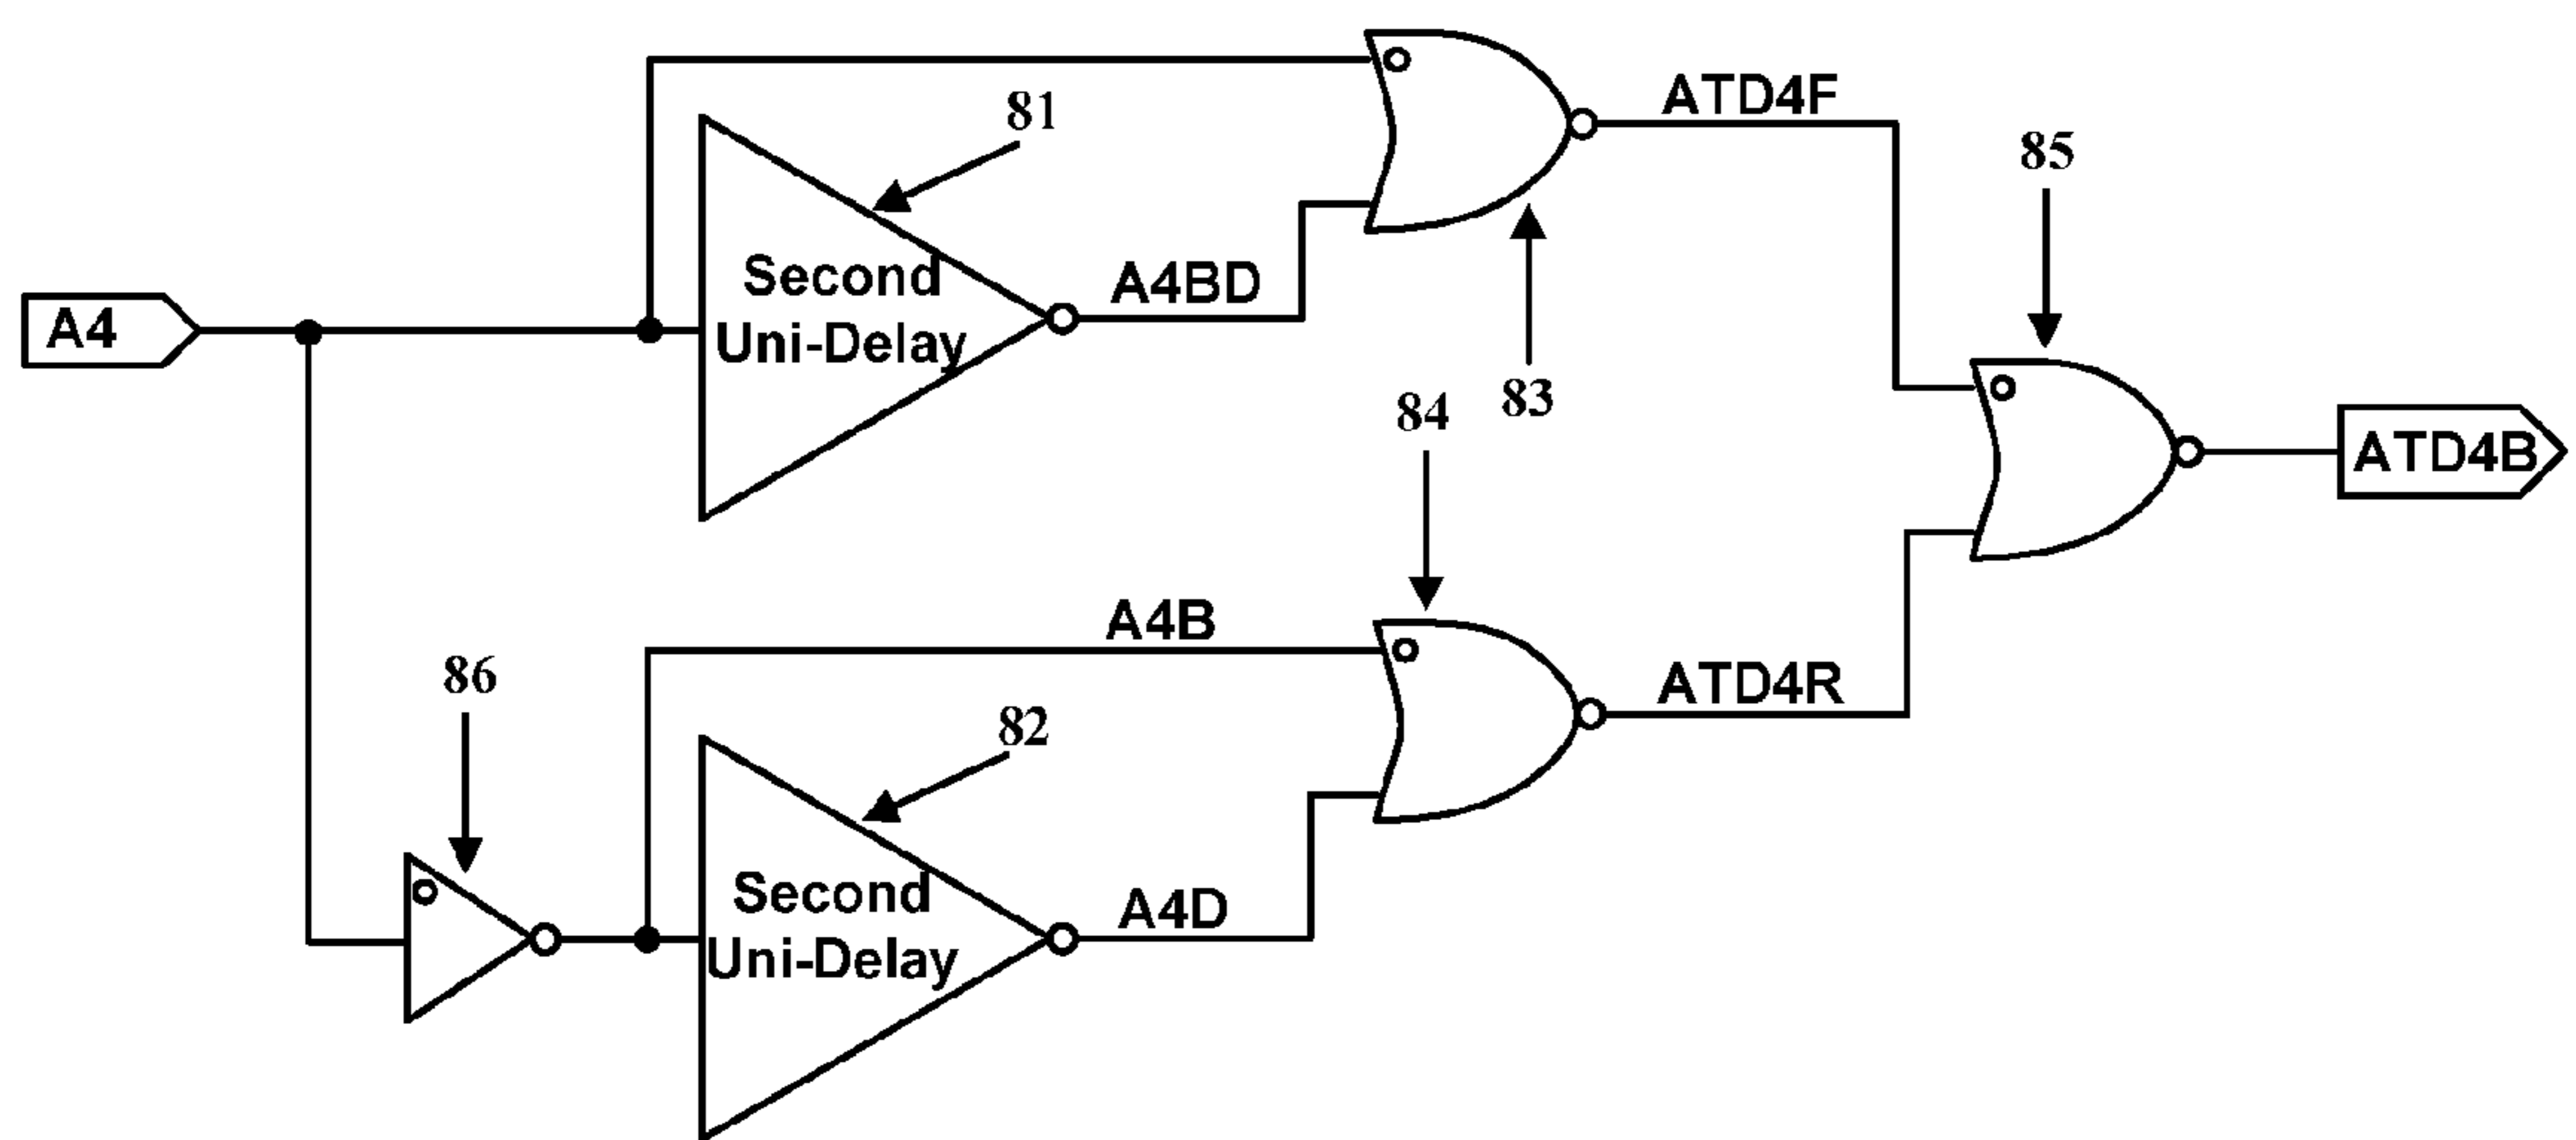 ATD4F
81
85
Second
A4BD
A4
Uni-Delay
83
84
ATD4B
A4B
86
ATD4R
82
Second
A4D
Uni-Delay